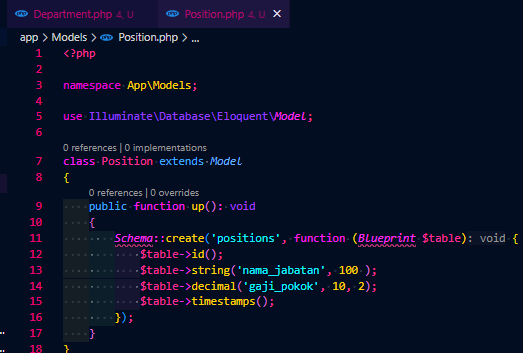 Department.php 4, U Position.php 4, U ×
app > Models > Position.php > ...
1 <?php
2
3 namespace App\Models;
4
5 use Illuminate\Database\Eloquent\Model;
6
0 references | 0 implementations
7 class Position extends Model
8 {
0 references | 0 overrides
9 public function up(): void
10 {
11 Schema::create('positions', function (Blueprint $table): void {
12 $table->id();
13 $table->string('nama_jabatan', 100 );
14 $table->decimal('gaji_pokok', 10, 2);
15 $table->timestamps();
16 });
17 }
18 }